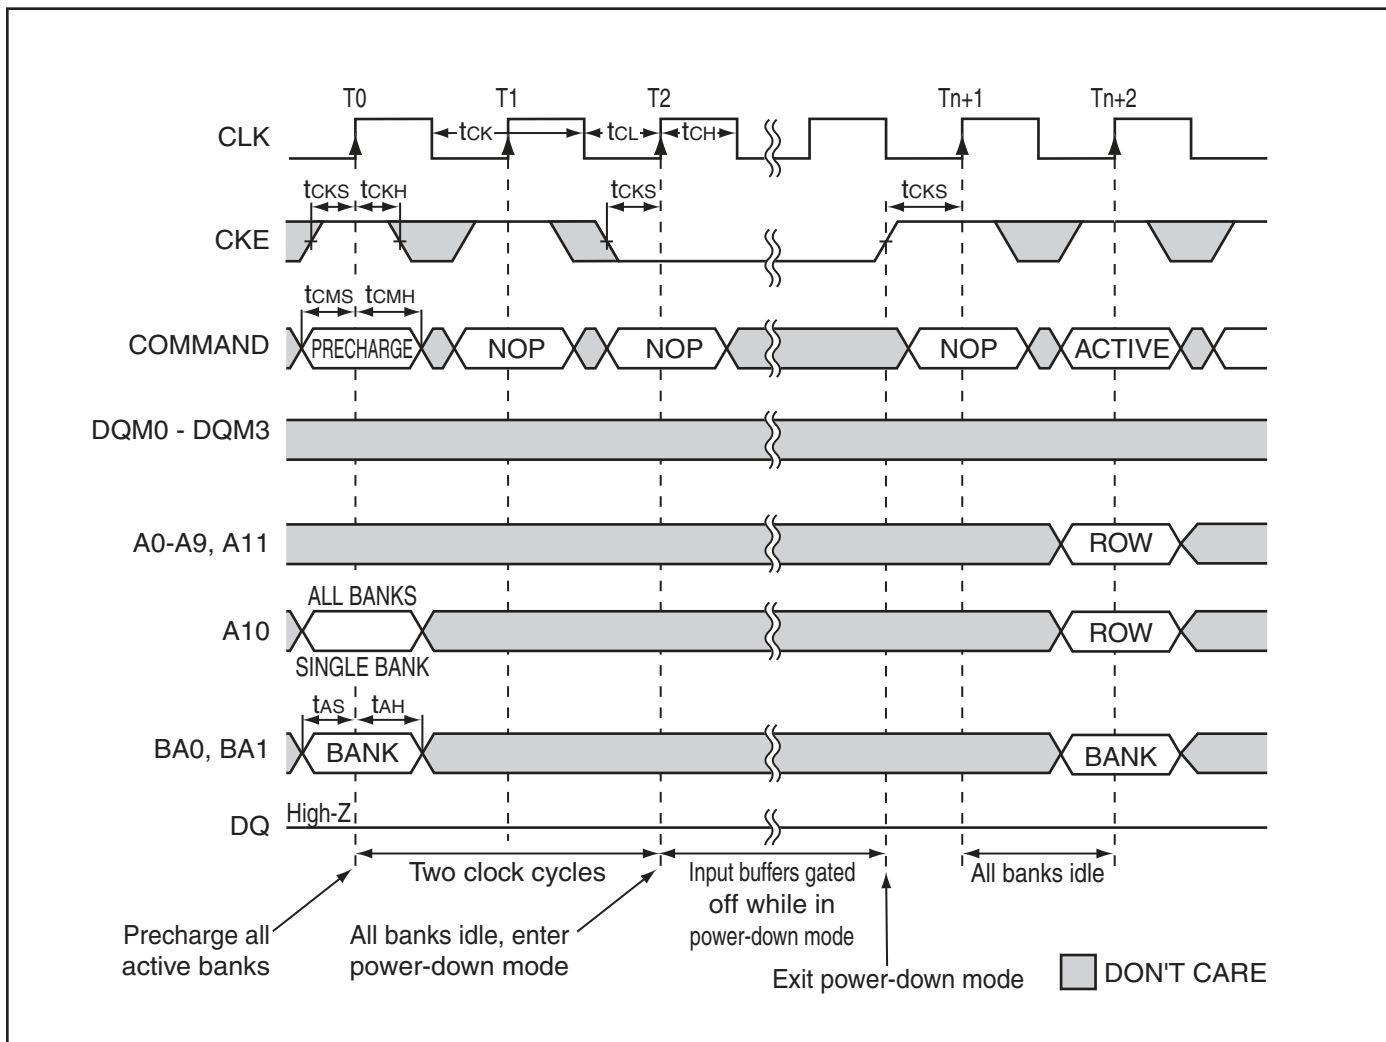 T0 T1 T2 Tn+1 Tn+2
CLK tCK tCL tCH
tCKS tCKH tCKS tCKS
CKE
tCMS tCMH
COMMAND PRECHARGE NOP NOP NOP ACTIVE
DQM0 - DQM3
A0-A9, A11 ROW
ALL BANKS
A10 ROW
SINGLE BANK
tAS tAH
BA0, BA1 BANK BANK
High-Z
DQ
Two clock cycles
Input buffers gated
off while in
power-down mode
All banks idle
Precharge all
active banks
All banks idle, enter
power-down mode
Exit power-down mode
DON'T CARE